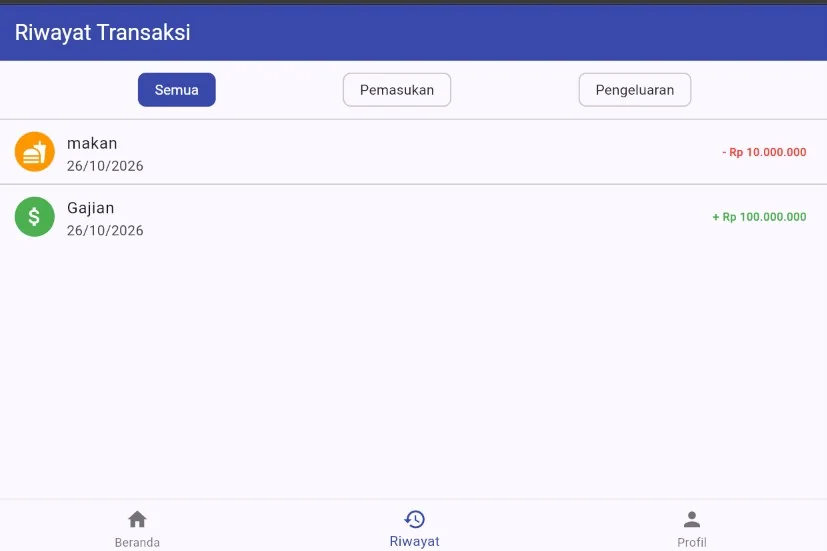 Riwayat Transaksi
Semua
Pemasukan
Pengeluaran
makan
26/10/2026
- Rp 10.000.000
Gajian
26/10/2026
+ Rp 100.000.000
Beranda
Riwayat
Profil